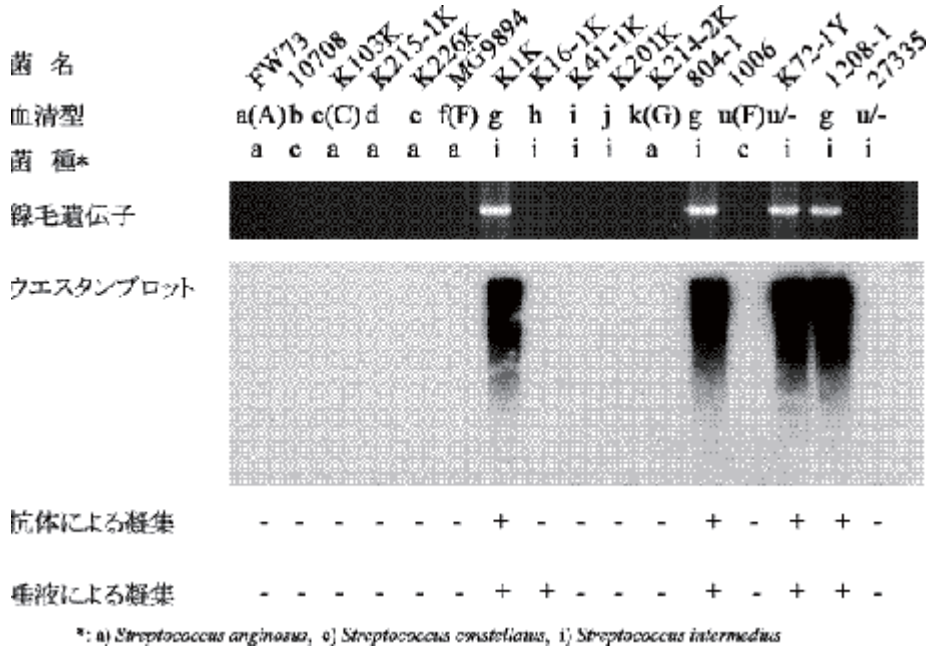 菌 名 FW73 10708 K103K K215-1K K226K MG9894 K1K K16-1K K41-1K K201K K214-2K 804-1 1006 K72-1Y 1208-1 27335
血清型 a(A) b c(C) d e f(F) g h i j k(G) g u(F) u/- g u/-
菌 種* a c a a a a i i i i a i c i i i
線毛遺伝子
ウエスタンブロット
抗体による凝集 - - - - - - + - - - - + - + + -
唾液による凝集 - - - - - - + + - - - + - + + -
*: a) Streptococcus anginosus, c) Streptococcus constellatus, i) Streptococcus intermedius